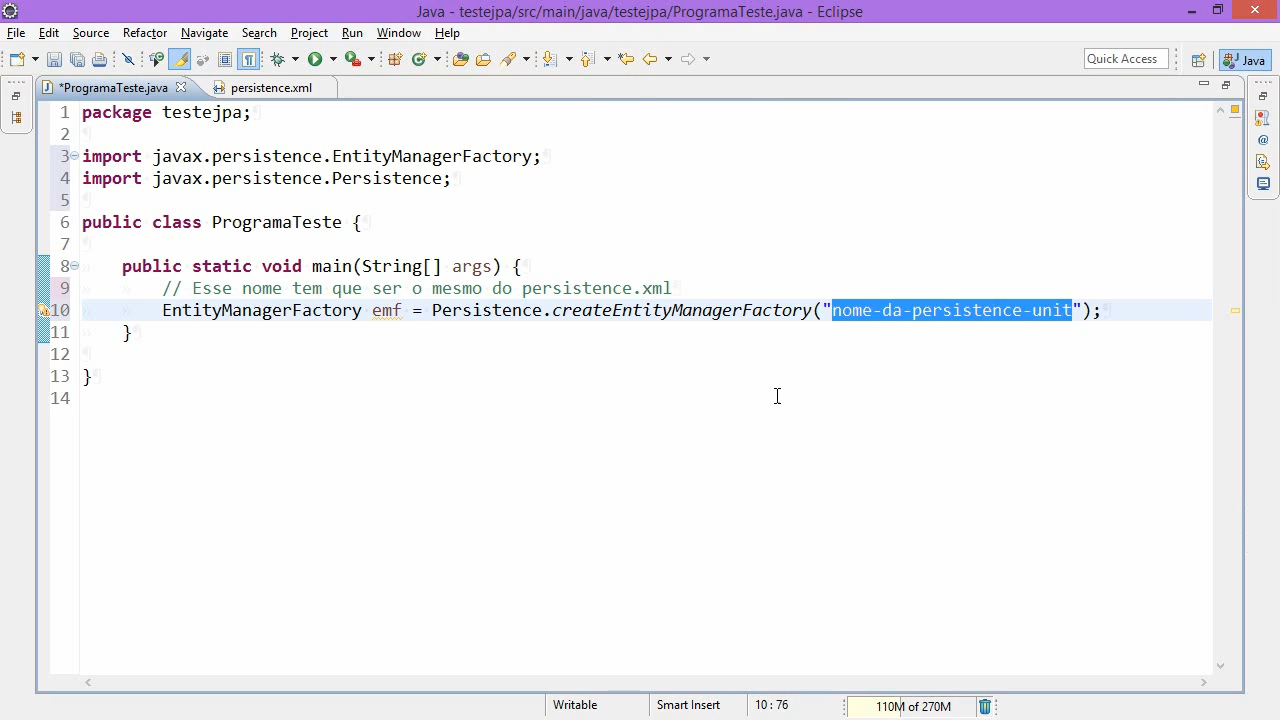 Java - testejpa/src/main/java/testejpa/ProgramaTeste.java - Eclipse
File Edit Source Refactor Navigate Search Project Run Window Help
Quick Access Java
*ProgramaTeste.java persistence.xml
1 package testejpa;
2
3 import javax.persistence.EntityManagerFactory;
4 import javax.persistence.Persistence;
5
6 public class ProgramaTeste {
7
8 public static void main(String[] args) {
9 // Esse nome tem que ser o mesmo do persistence.xml
10 EntityManagerFactory emf = Persistence.createEntityManagerFactory("nome-da-persistence-unit");
11 }
12
13 }
14
Writable Smart Insert 10 : 76 110M of 270M